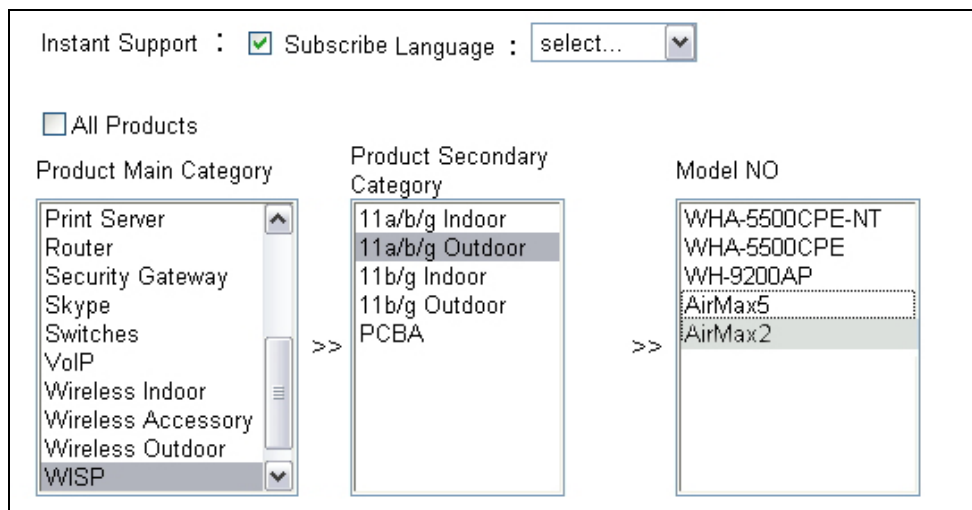 Instant Support : Subscribe Language : select...
All Products
Product Main Category
Print Server
Router
Security Gateway
Skype
Switches
VoIP
Wireless Indoor
Wireless Accessory
Wireless Outdoor
WISP
>>
Product Secondary
Category
11a/b/g Indoor
11a/b/g Outdoor
11b/g Indoor
11b/g Outdoor
PCBA
>>
Model NO
WHA-5500CPE-NT
WHA-5500CPE
WH-9200AP
AirMax5
AirMax2